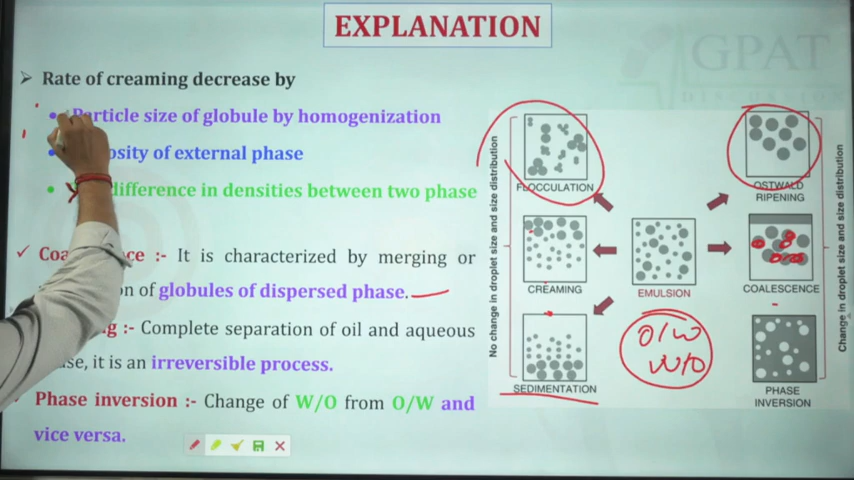 EXPLANATION
GPAT
DISCUSSION
➤ Rate of creaming decrease by
• Particle size of globule by homogenization
• osity of external phase
• difference in densities between two phase
✓ Coa ce :- It is characterized by merging or
n of globules of dispersed phase.
g :- Complete separation of oil and aqueous
se, it is an irreversible process.
Phase inversion :- Change of W/O from O/W and
vice versa.
No change in droplet size and size distribution
FLOCCULATION
OSTWALD
RIPENING
CREAMING
EMULSION
COALESCENCE
SEDIMENTATION
O/W
W/O
PHASE
INVERSION
Change in droplet size and size distribution